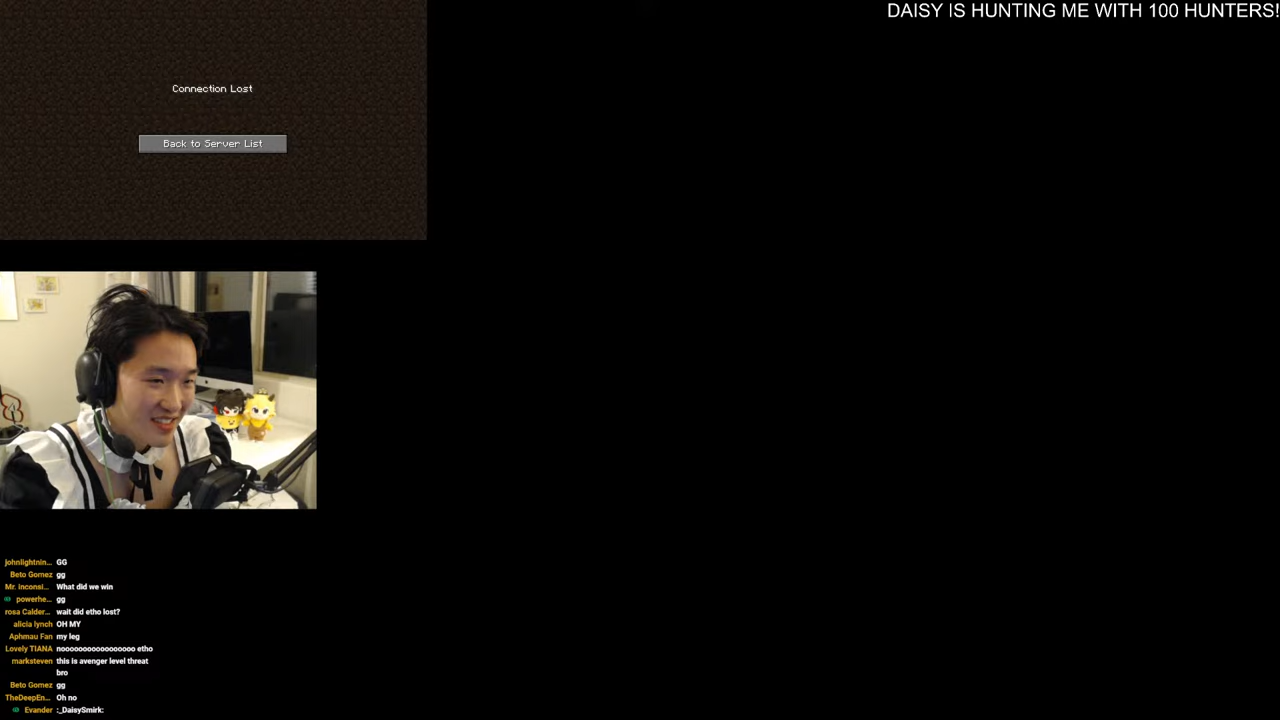 DAISY IS HUNTING ME WITH 100 HUNTERS!
Connection Lost
Back to Server List
johnlightnin... GG
Beto Gomez gg
Mr. inconsi... What did we win
powerhe... gg
rosa Calder... wait did etho lost?
alicia lynch OH MY
Aphmau Fan my leg
Lovely TIANA noooooooooooooooo etho
marksteven this is avenger level threat
bro
Beto Gomez gg
TheDeepEn... Oh no
Evander :_DaisySmirk: